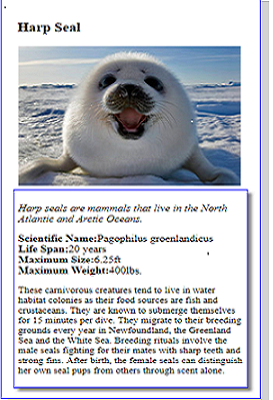 Harp Seal
Harp seals are mammals that live in the North
Atlantic and Arctic Oceans.
Scientific Name:Pagophilus groenlandicus
Life Span:20 years
Maximum Size:6.25ft
Maximum Weight:400lbs.
These carnivorous creatures tend to live in water
habitat colonies as their food sources are fish and
crustaceans. They are known to submerge themselves
for 15 minutes per dive. They migrate to their breeding
grounds every year in Newfoundland, the Greenland
Sea and the White Sea. Breeding rituals involve the
male seals fighting for their mates with sharp teeth and
strong fins. After birth, the female seals can distinguish
her own seal pups from others through scent alone.